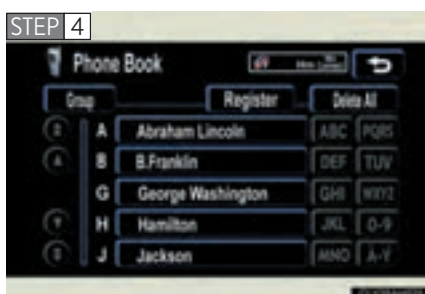 STEP 4
Phone Book
Group Register Delete All
A Abraham Lincoln ABC PQRS
B B.Franklin DEF TUV
G George Washington GHI WXYZ
H Hamilton JKL 0-9
J Jackson MNO